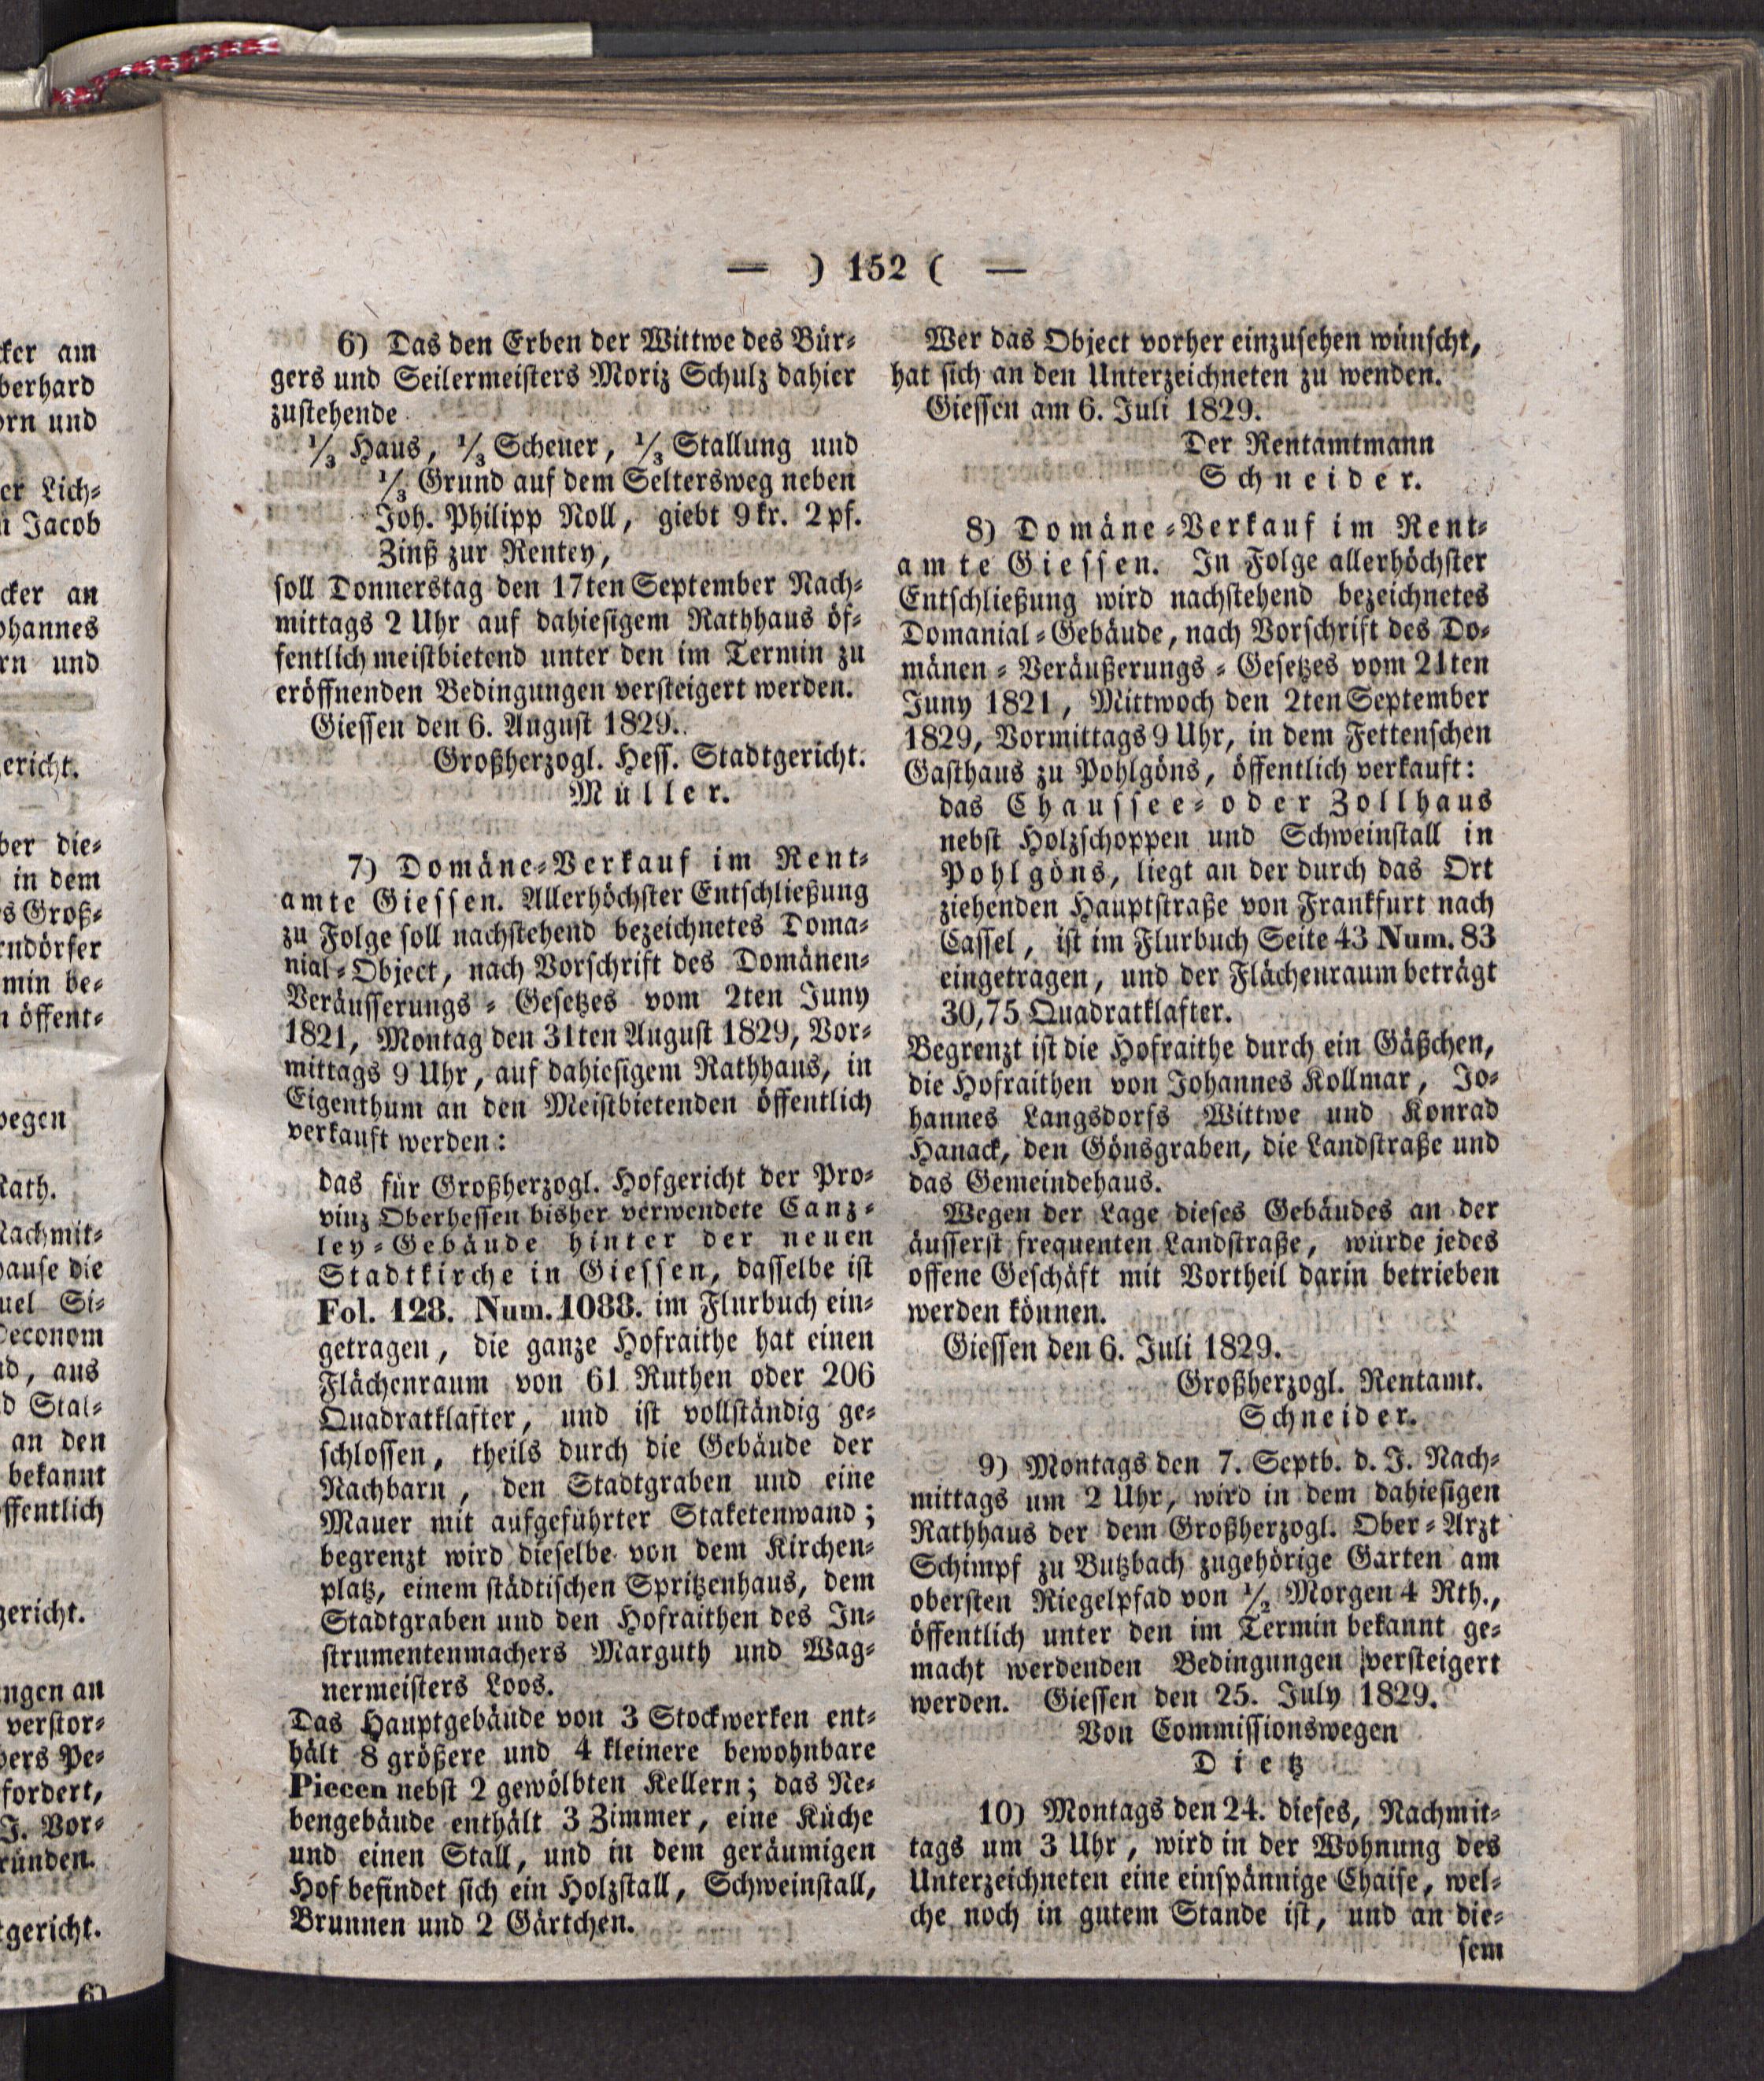 — ) 152 ( —
6) Das den Erben der Wittwe des Bür-
gers und Seilermeisters Moriz Schulz dahier
zustehende
1/3 Haus, 1/3 Scheuer, 1/3 Stallung und
1/3 Grund auf dem Seltersweg neben
Joh. Philipp Noll, giebt 9 kr. 2 pf.
Zinß zur Rentey,
soll Donnerstag den 17ten September Nach-
mittags 2 Uhr auf dahiesigem Rathhaus öf-
fentlich meistbietend unter den im Termin zu
eröffnenden Bedingungen versteigert werden.
Giessen den 6. August 1829.
Großherzogl. Hess. Stadtgericht.
Müller.
7) Domäne-Verkauf im Rent-
amte Giessen. Allerhöchster Entschließung
zu Folge soll nachstehend bezeichnetes Doma-
nial-Object, nach Vorschrift des Domänen-
Veräusserungs-Gesetzes vom 2ten Juny
1821, Montag den 31ten August 1829, Vor-
mittags 9 Uhr, auf dahiesigem Rathhaus, in
Eigenthum an den Meistbietenden öffentlich
verkauft werden:
das für Großherzogl. Hofgericht der Pro-
vinz Oberhessen bisher verwendete Canz-
ley-Gebäude hinter der neuen
Stadtkirche in Giessen, dasselbe ist
Fol. 128. Num. 1088. im Flurbuch ein-
getragen, die ganze Hofraithe hat einen
Flächenraum von 61 Ruthen oder 206
Quadratklafter, und ist vollständig ge-
schlossen, theils durch die Gebäude der
Nachbarn, den Stadtgraben und eine
Mauer mit aufgeführter Staketenwand;
begrenzt wird dieselbe von dem Kirchen-
platz, einem städtischen Spritzenhaus, dem
Stadtgraben und den Hofraithen des In-
strumentenmachers Marguth und Wag-
nermeisters Loos.
Das Hauptgebäude von 3 Stockwerken ent-
hält 8 größere und 4 kleinere bewohnbare
Piecen nebst 2 gewölbten Kellern; das Ne-
bengebäude enthält 3 Zimmer, eine Küche
und einen Stall, und in dem geräumigen
Hof befindet sich ein Holzstall, Schweinstall,
Brunnen und 2 Gärtchen.
Wer das Object vorher einzusehen wünscht,
hat sich an den Unterzeichneten zu wenden.
Giessen am 6. Juli 1829.
Der Rentamtmann
Schneider.
8) Domäne-Verkauf im Rent-
amte Giessen. In Folge allerhöchster
Entschließung wird nachstehend bezeichnetes
Domanial-Gebäude, nach Vorschrift des Do-
mänen-Veräußerungs-Gesetzes vom 21ten
Juny 1821, Mittwoch den 2ten September
1829, Vormittags 9 Uhr, in dem Fettenschen
Gasthaus zu Pohlgöns, öffentlich verkauft:
das Chaussee- oder Zollhaus
nebst Holzschoppen und Schweinstall in
Pohlgöns, liegt an der durch das Ort
ziehenden Hauptstraße von Frankfurt nach
Cassel, ist im Flurbuch Seite 43 Num. 83
eingetragen, und der Flächenraum beträgt
30,75 Quadratklafter.
Begrenzt ist die Hofraithe durch ein Gäßchen,
die Hofraithen von Johannes Kollmar, Jo-
hannes Langsdorfs Wittwe und Konrad
Hanack, den Gönsgraben, die Landstraße und
das Gemeindehaus.
Wegen der Lage dieses Gebäudes an der
äusserst frequenten Landstraße, würde jedes
offene Geschäft mit Vortheil darin betrieben
werden können.
Giessen den 6. Juli 1829.
Großherzogl. Rentamt.
Schneider.
9) Montags den 7. Septb. d. J. Nach-
mittags um 2 Uhr, wird in dem dahiesigen
Rathhaus der dem Großherzogl. Ober-Arzt
Schimpf zu Butzbach zugehörige Garten am
obersten Riegelpfad von 1/2 Morgen 4 Rth.,
öffentlich unter den im Termin bekannt ge-
macht werdenden Bedingungen versteigert
werden. Giessen den 25. July 1829.
Von Commissionswegen
Dietz
10) Montags den 24. dieses, Nachmit-
tags um 3 Uhr, wird in der Wohnung des
Unterzeichneten eine einspännige Chaise, wel-
che noch in gutem Stande ist, und an die-
sem